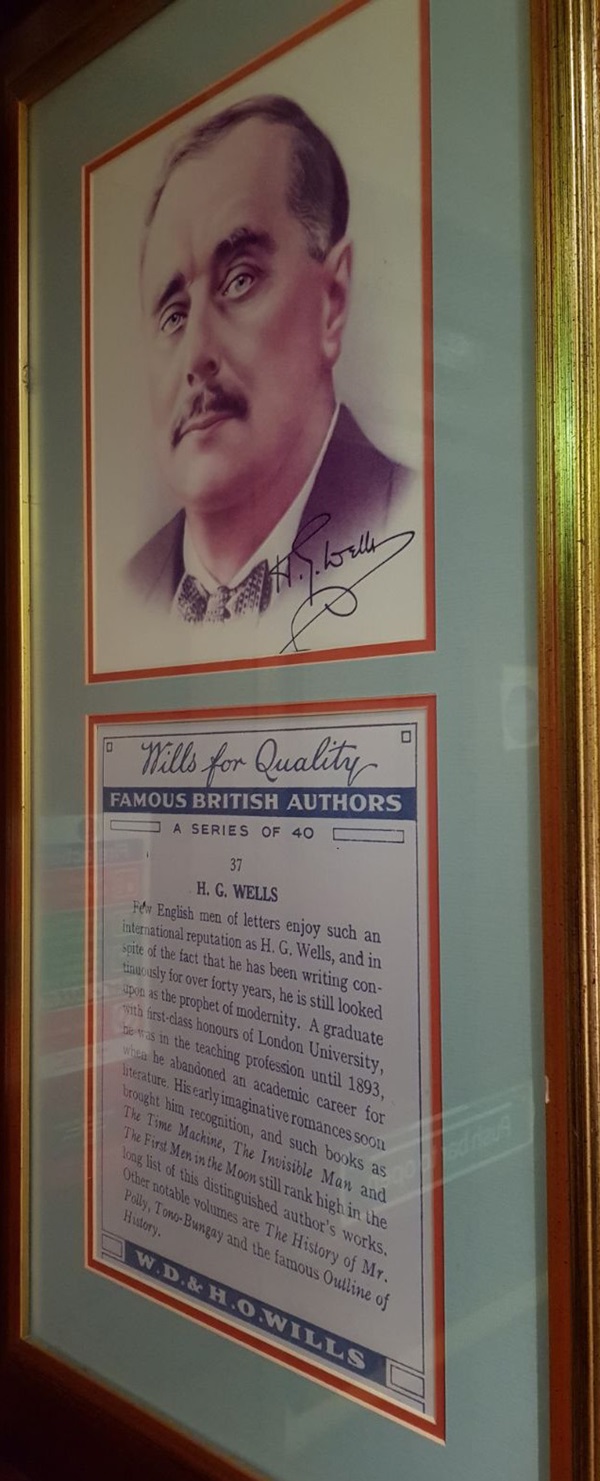 H. G. Wells
Wills for Quality
FAMOUS BRITISH AUTHORS
A SERIES OF 40
37
H. G. WELLS
Few English men of letters enjoy such an
international reputation as H. G. Wells, and in
spite of the fact that he has been writing con-
tinuously for over forty years, he is still looked
upon as the prophet of modernity. A graduate
with first-class honours of London University,
he was in the teaching profession until 1893,
when he abandoned an academic career for
literature. His early imaginative romances soon
brought him recognition, and such books as
The Time Machine, The Invisible Man and
The First Men in the Moon still rank high in the
long list of this distinguished author's works.
Other notable volumes are The History of Mr.
Polly, Tono-Bungay and the famous Outline of
History.
W.D. & H.O. WILLS